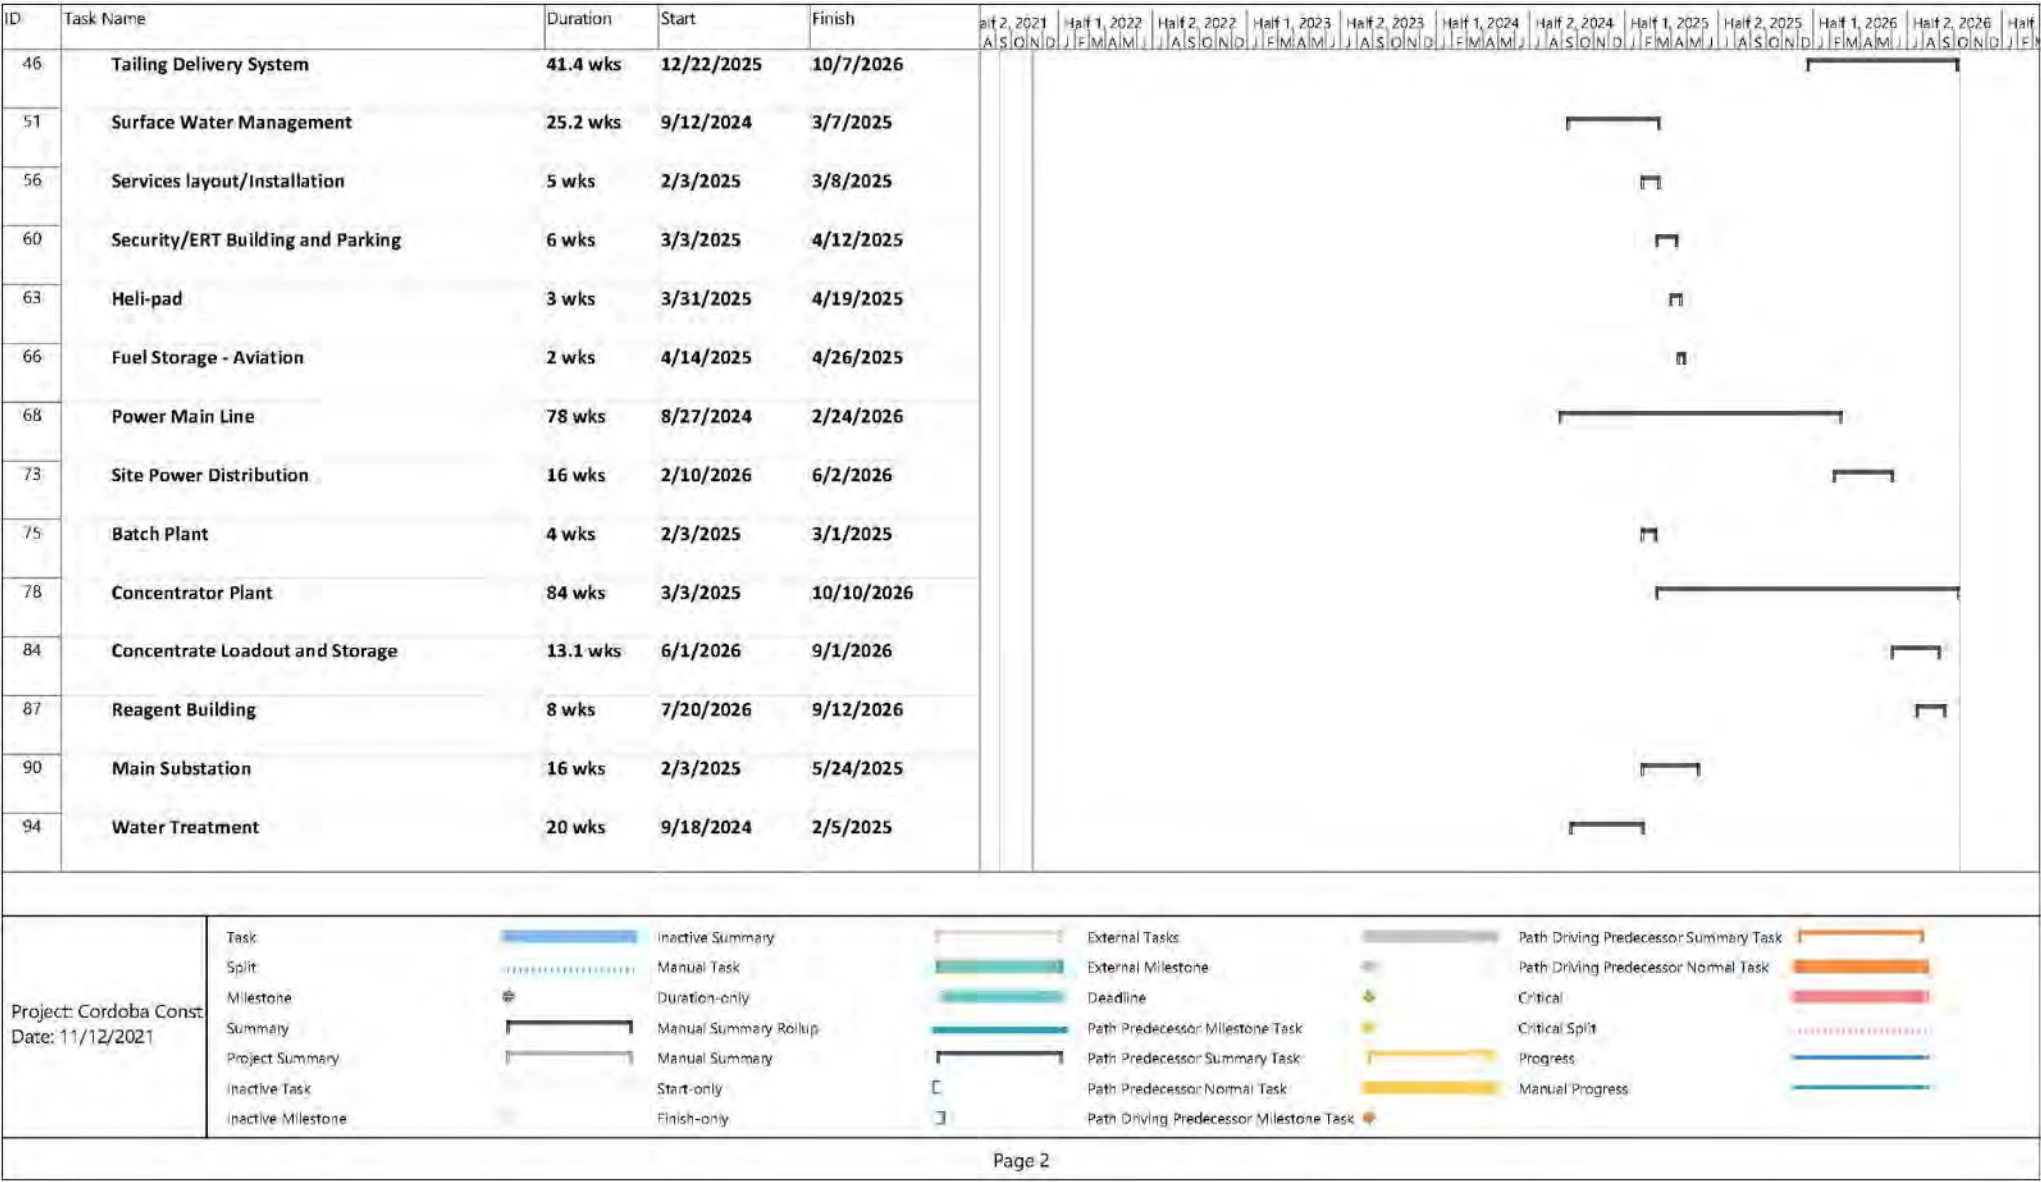 ID Task Name Duration Start Finish alf 2, 2021 Half 1, 2022 Half 2, 2022 Half 1, 2023 Half 2, 2023 Half 1, 2024 Half 2, 2024 Half 1, 2025 Half 2, 2025 Half 1, 2026 Half 2, 2026 Half
A S O N D J F M A M J J A S O N D J F M A M J J A S O N D J F M A M J J A S O N D J F M A M J J A S O N D J F M A M J J A S O N D J F M
46 Tailing Delivery System 41.4 wks 12/22/2025 10/7/2026
51 Surface Water Management 25.2 wks 9/12/2024 3/7/2025
56 Services layout/Installation 5 wks 2/3/2025 3/8/2025
60 Security/ERT Building and Parking 6 wks 3/3/2025 4/12/2025
63 Heli-pad 3 wks 3/31/2025 4/19/2025
66 Fuel Storage - Aviation 2 wks 4/14/2025 4/26/2025
68 Power Main Line 78 wks 8/27/2024 2/24/2026
73 Site Power Distribution 16 wks 2/10/2026 6/2/2026
75 Batch Plant 4 wks 2/3/2025 3/1/2025
78 Concentrator Plant 84 wks 3/3/2025 10/10/2026
84 Concentrate Loadout and Storage 13.1 wks 6/1/2026 9/1/2026
87 Reagent Building 8 wks 7/20/2026 9/12/2026
90 Main Substation 16 wks 2/3/2025 5/24/2025
94 Water Treatment 20 wks 9/18/2024 2/5/2025
Project: Cordoba Const
Date: 11/12/2021
Task Inactive Summary External Tasks Path Driving Predecessor Summary Task
Split Manual Task External Milestone Path Driving Predecessor Normal Task
Milestone Duration-only Deadline Critical
Summary Manual Summary Rollup Path Predecessor Milestone Task Critical Split
Project Summary Manual Summary Path Predecessor Summary Task Progress
Inactive Task Start-only Path Predecessor Normal Task Manual Progress
Inactive Milestone Finish-only Path Driving Predecessor Milestone Task
Page 2